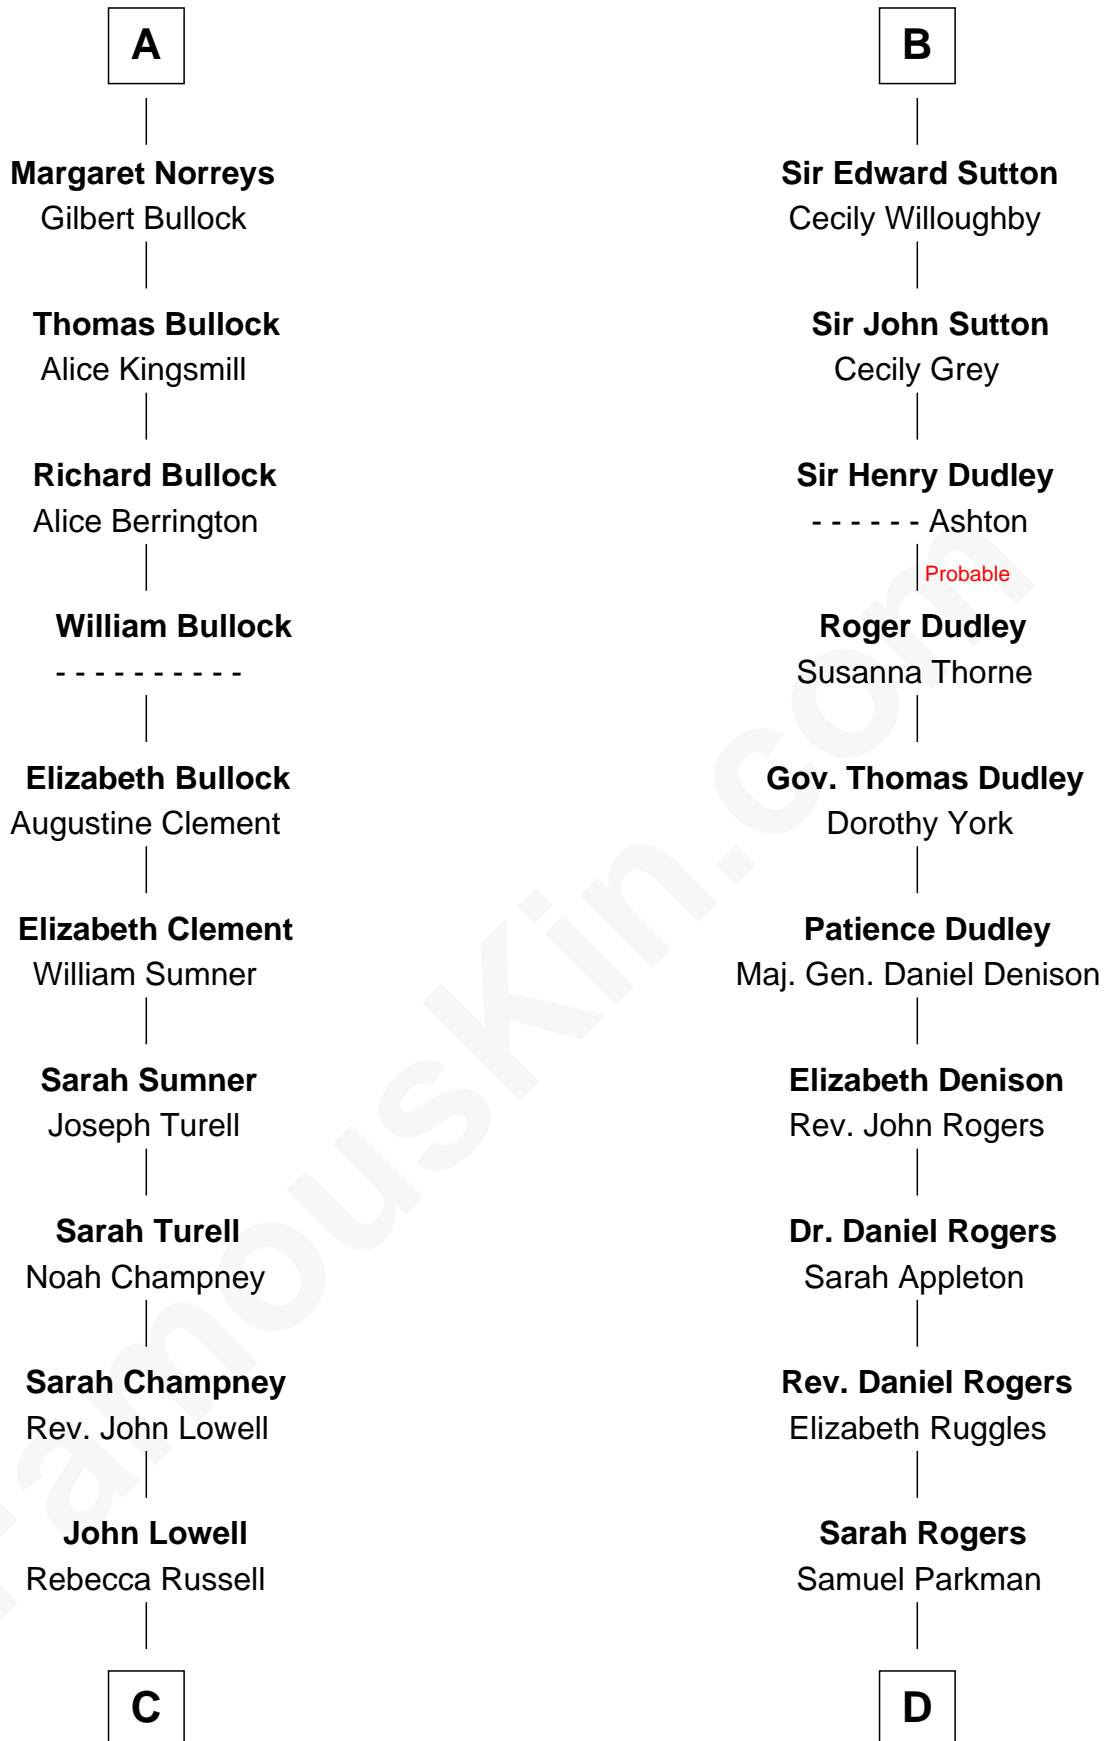 A
Margaret Norreys
Gilbert Bullock
Thomas Bullock
Alice Kingsmill
Richard Bullock
Alice Berrington
William Bullock
- - - - - - - - - -
Elizabeth Bullock
Augustine Clement
Elizabeth Clement
William Sumner
Sarah Sumner
Joseph Turell
Sarah Turell
Noah Champney
Sarah Champney
Rev. John Lowell
John Lowell
Rebecca Russell
C
B
Sir Edward Sutton
Cecily Willoughby
Sir John Sutton
Cecily Grey
Sir Henry Dudley
- - - - - - Ashton
Probable
Roger Dudley
Susanna Thorne
Gov. Thomas Dudley
Dorothy York
Patience Dudley
Maj. Gen. Daniel Denison
Elizabeth Denison
Rev. John Rogers
Dr. Daniel Rogers
Sarah Appleton
Rev. Daniel Rogers
Elizabeth Ruggles
Sarah Rogers
Samuel Parkman
D
FamousKin.com